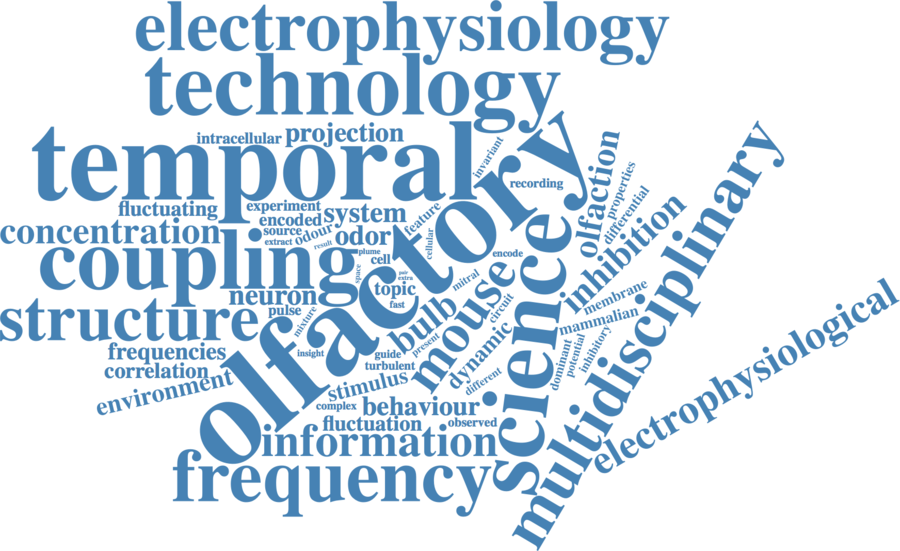 electrophysiology
technology
temporal
intracellular
projection
invariant
recording
olfaction
properties
differential
multidisciplinary
fluctuating
experiment
encoded
system
feature
source
concentration
extract
odour
result
odor
cellular
olfactory
science
inhibition
coupling
plume
cell
space
pair
extra
encode
topic
fast
mitral
mouse
circuit
membrane
neuron
structure
pulse
mixture
bulb
dynamic
mammalian
electrophysiological
frequencies
insight
guide
present
turbulent
dominant
potential
inhibitory
correlation
environment
stimulus
different
complex
behaviour
fluctuation
observed
information
frequency